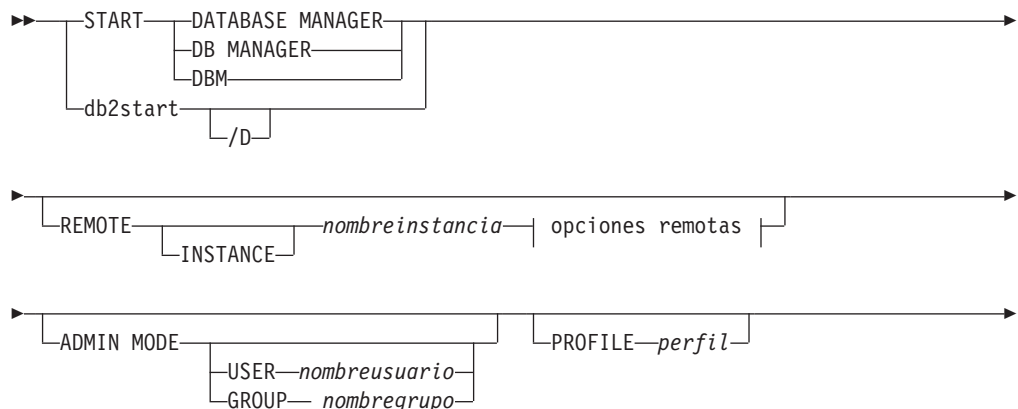 START DATABASE MANAGER
DB MANAGER
DBM
db2start
/D
REMOTE nombreinstancia opciones remotas
INSTANCE
ADMIN MODE PROFILE perfil
USER nombreusuario
GROUP nombregrupo